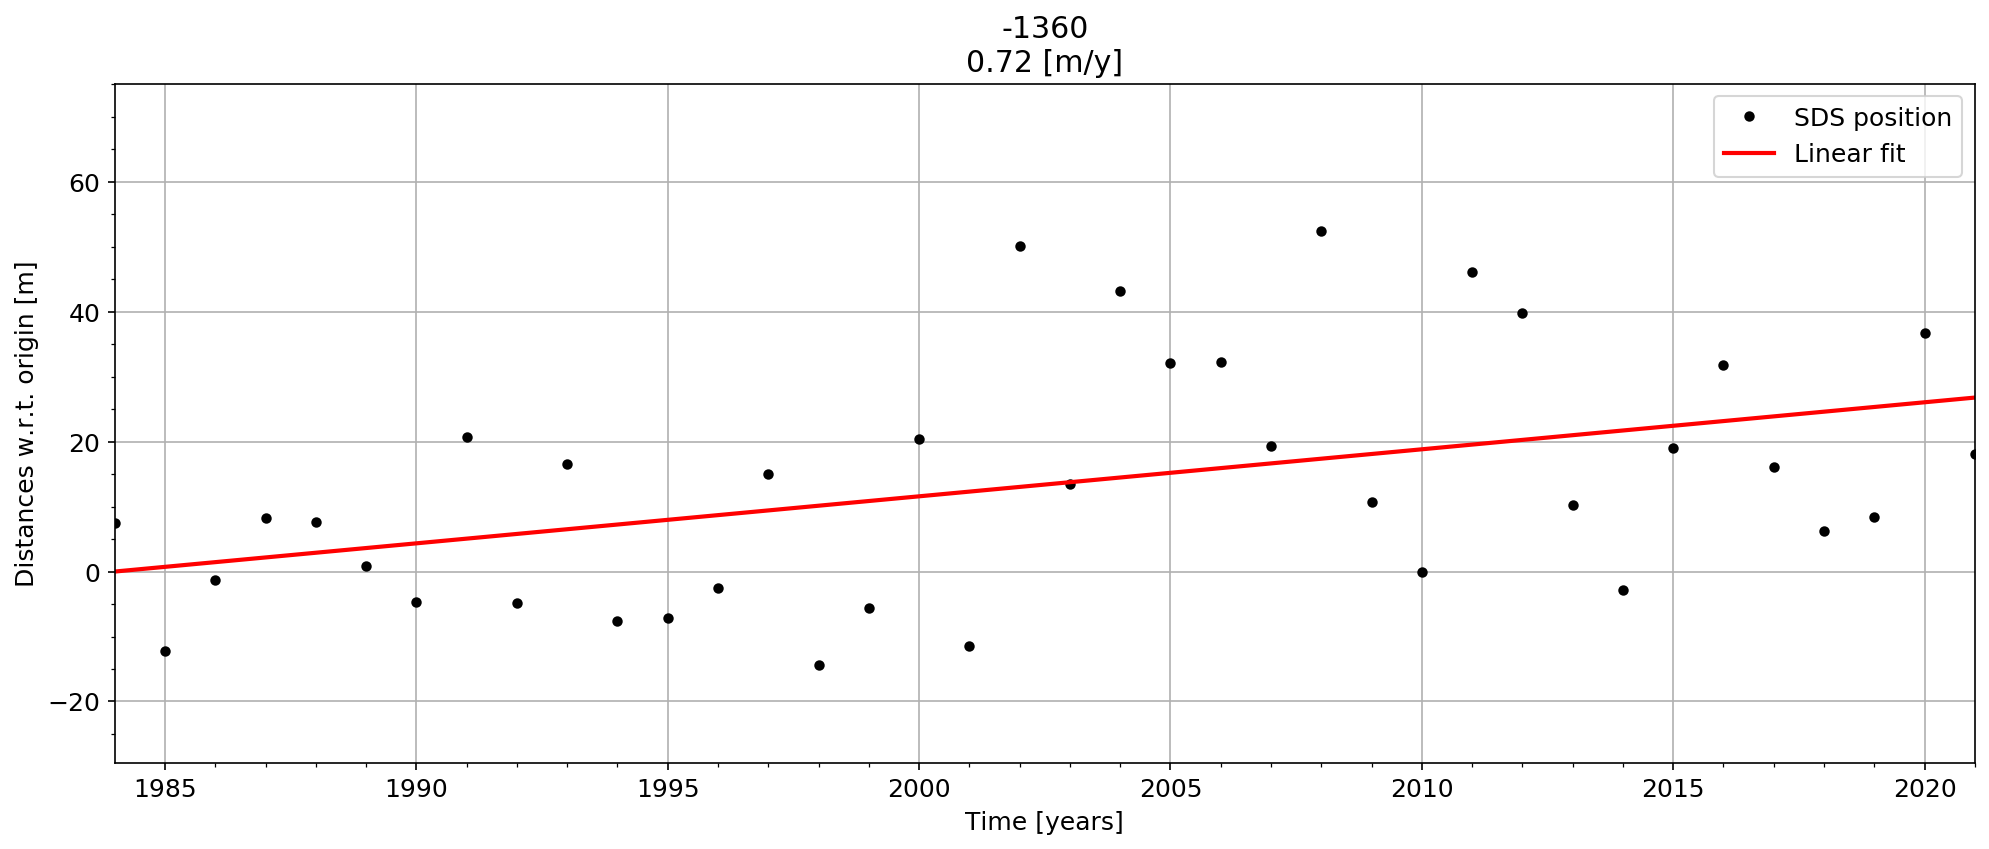 -1360
0.72 [m/y]
SDS position
Linear fit
Distances w.r.t. origin [m]
60
40
20
0
−20
1985 1990 1995 2000 2005 2010 2015 2020
Time [years]